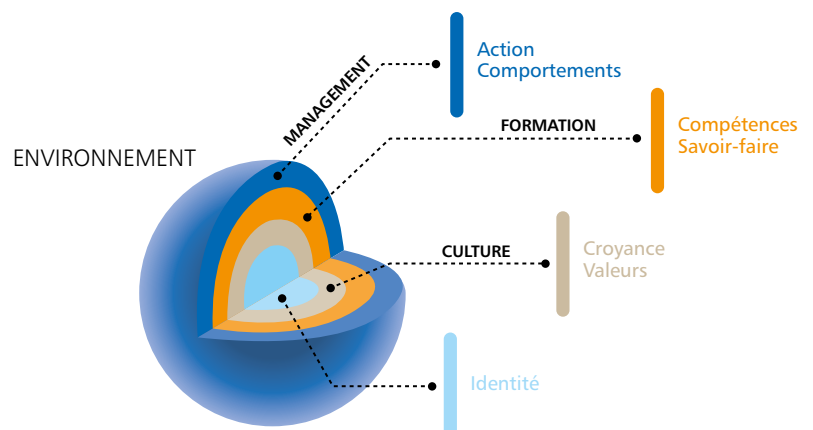 Action
Comportements
MANAGEMENT
FORMATION
Compétences
Savoir-faire
ENVIRONNEMENT
CULTURE
Croyance
Valeurs
Identité